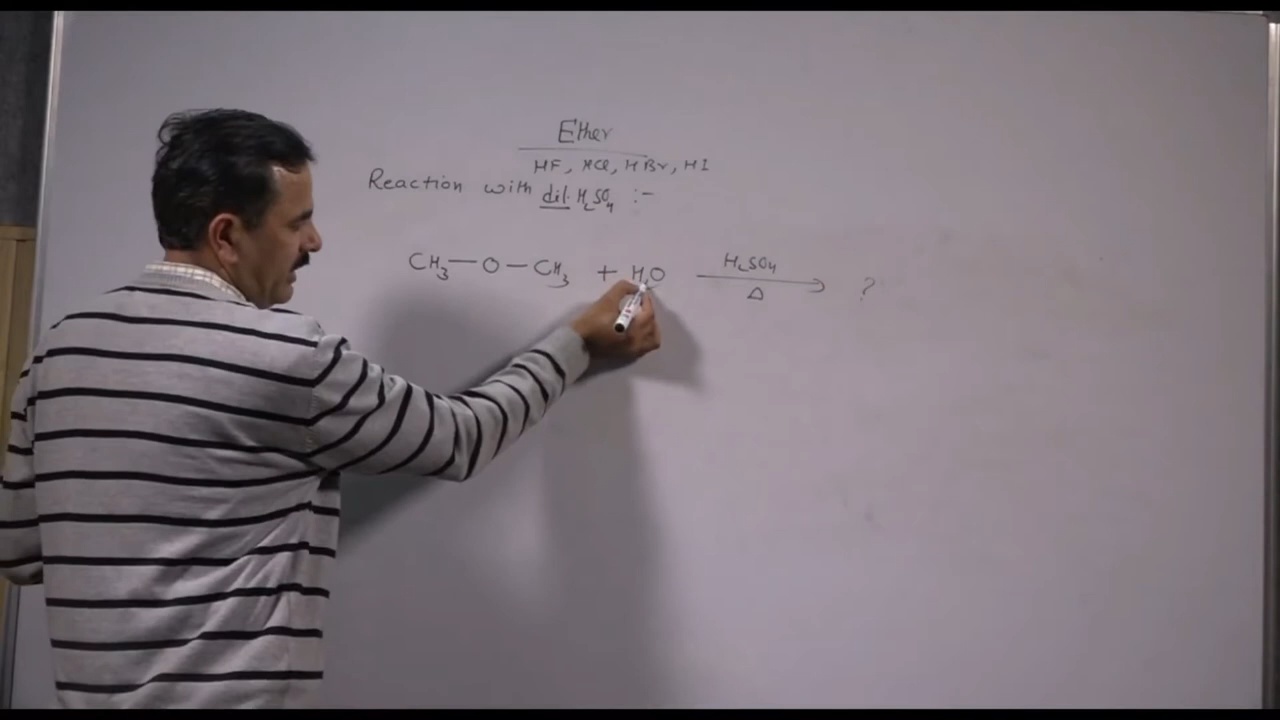 Ether
HF, HCl, HBr, HI
Reaction with dil. H₂SO₄ :-
CH₃—O—CH₃ + H₂O
H₂SO₄
Δ
?